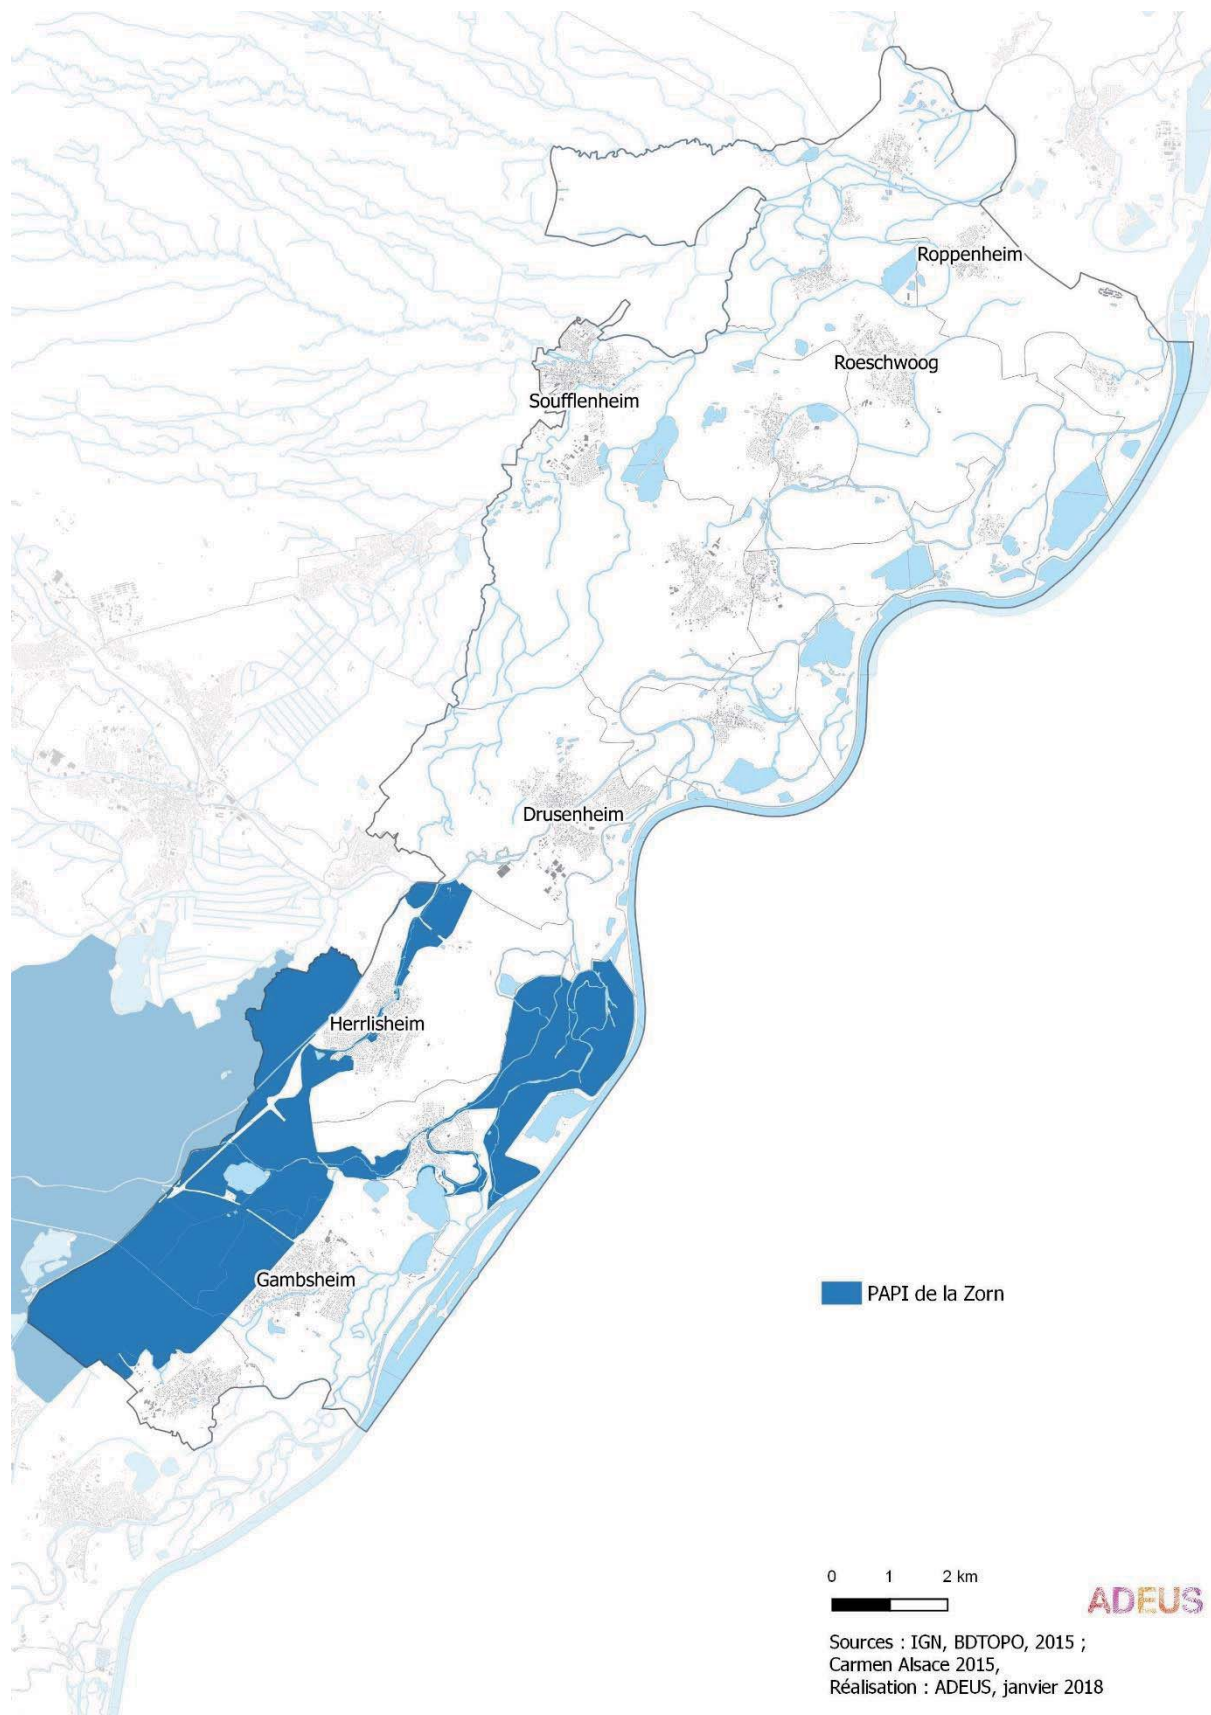 Roppenheim
Roeschwoog
Soufflenheim
Drusenheim
Herrlisheim
Gambsheim
PAPI de la Zorn
0 1 2 km
ADEUS
Sources : IGN, BDTOPO, 2015 ;
Carmen Alsace 2015,
Réalisation : ADEUS, janvier 2018